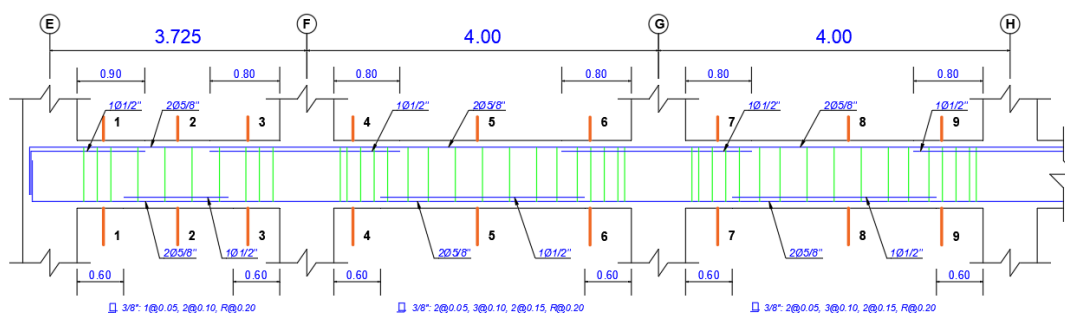 E F G H
3.725 4.00 4.00
0.90 0.80 0.80 0.80 0.80 0.80
1Ø1/2" 2Ø5/8" 1Ø1/2" 2Ø5/8" 1Ø1/2" 2Ø5/8" 1Ø1/2"
1 2 3 4 5 6 7 8 9
1 2 3 4 5 6 7 8 9
2Ø5/8" 1Ø1/2" 2Ø5/8" 1Ø1/2" 2Ø5/8" 1Ø1/2"
0.60 0.60 0.60 0.60 0.60 0.60
3/8": 1@0.05, 2@0.10, R@0.20 3/8": 2@0.05, 3@0.10, 2@0.15, R@0.20 3/8": 2@0.05, 3@0.10, 2@0.15, R@0.20